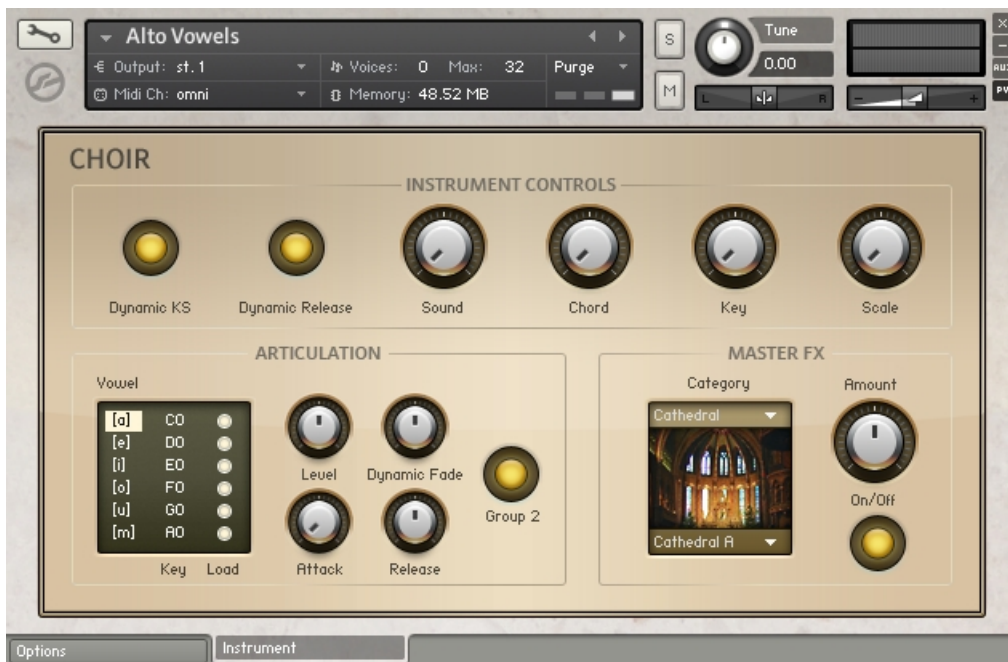 Alto Vowels
S
Tune
0.00
X
-
AUX
PV
Output: st. 1
Voices: 0 Max: 32
Purge
Midi Ch: omni
Memory: 48.52 MB
M
L R
- +
CHOIR
INSTRUMENT CONTROLS
Dynamic KS
Dynamic Release
Sound
Chord
Key
Scale
ARTICULATION
Vowel
[a] C0
[e] D0
[i] E0
[o] F0
[u] G0
[m] A0
Key Load
Level
Dynamic Fade
Attack
Release
Group 2
MASTER FX
Category
Cathedral
Cathedral A
Amount
On/Off
Options
Instrument